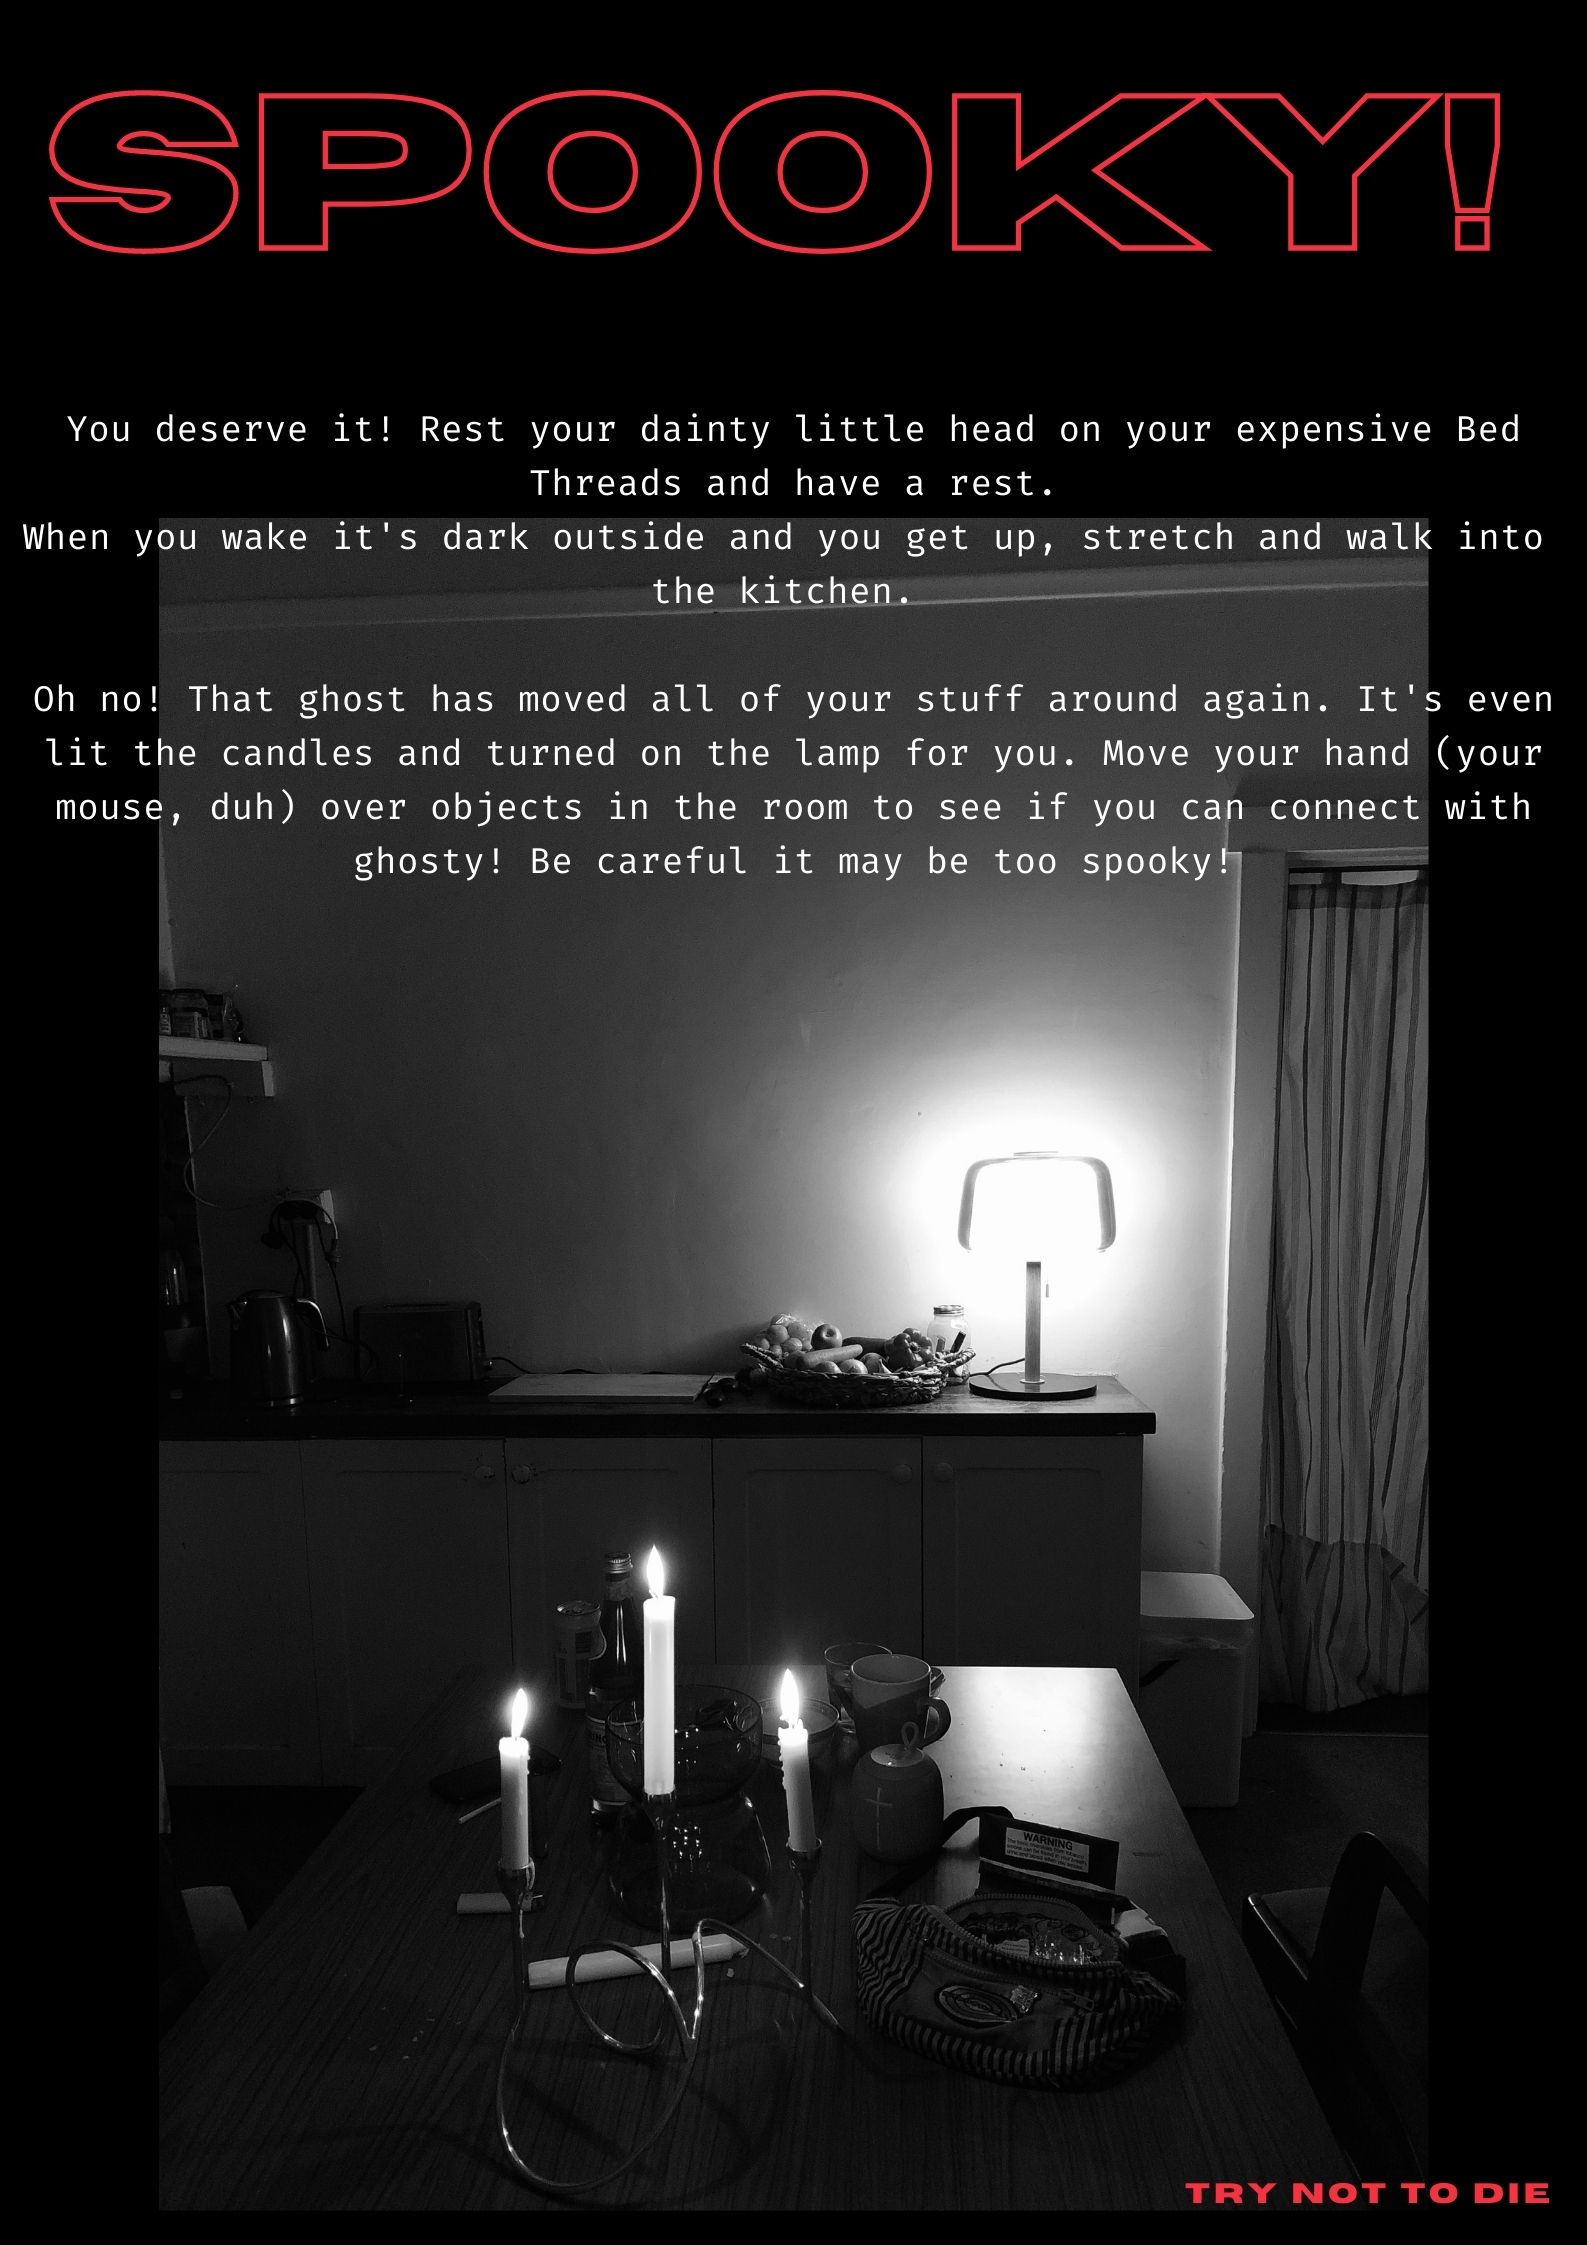 SPOOKY!
You deserve it! Rest your dainty little head on your expensive Bed
Threads and have a rest.
When you wake it's dark outside and you get up, stretch and walk into
the kitchen.
Oh no! That ghost has moved all of your stuff around again. It's even
lit the candles and turned on the lamp for you. Move your hand (your
mouse, duh) over objects in the room to see if you can connect with
ghosty! Be careful it may be too spooky!
WARNING
TRY NOT TO DIE